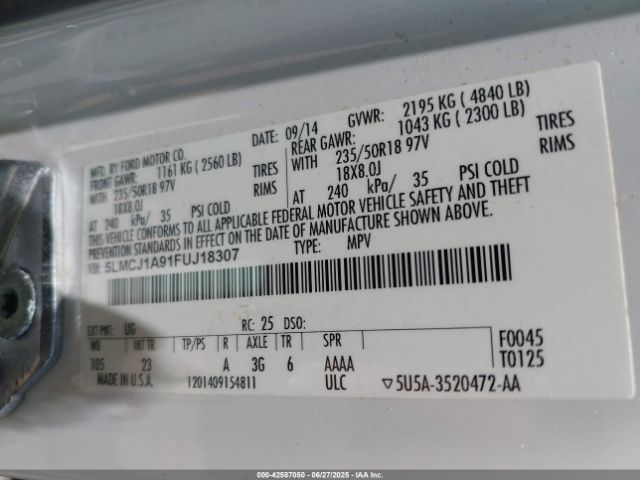 MFD. BY FORD MOTOR CO.
DATE: 09/14 GVWR: 2195 KG ( 4840 LB)
FRONT GAWR: 1161 KG ( 2560 LB)
REAR GAWR: 1043 KG ( 2300 LB)
WITH 235/50R18 97V TIRES
WITH 235/50R18 97V TIRES
18X8.0J RIMS
18X8.0J RIMS
AT 240 kPa/ 35 PSI COLD
AT 240 kPa/ 35 PSI COLD
THIS VEHICLE CONFORMS TO ALL APPLICABLE FEDERAL MOTOR VEHICLE SAFETY AND THEFT
PREVENTION STANDARDS IN EFFECT ON THE DATE OF MANUFACTURE SHOWN ABOVE.
VIN: 5LMCJ1A91FUJ18307 TYPE: MPV
EXT PNT: UG RC: 25 DSO:
WB INT TR TP/PS R AXLE TR SPR
105 23 A 3G 6 AAAA
F0045
T0125
MADE IN U.S.A. 1201409154811 ULC ▽5U5A-3520472-AA
000-42587050 - 06/27/2025 - IAAI.COM